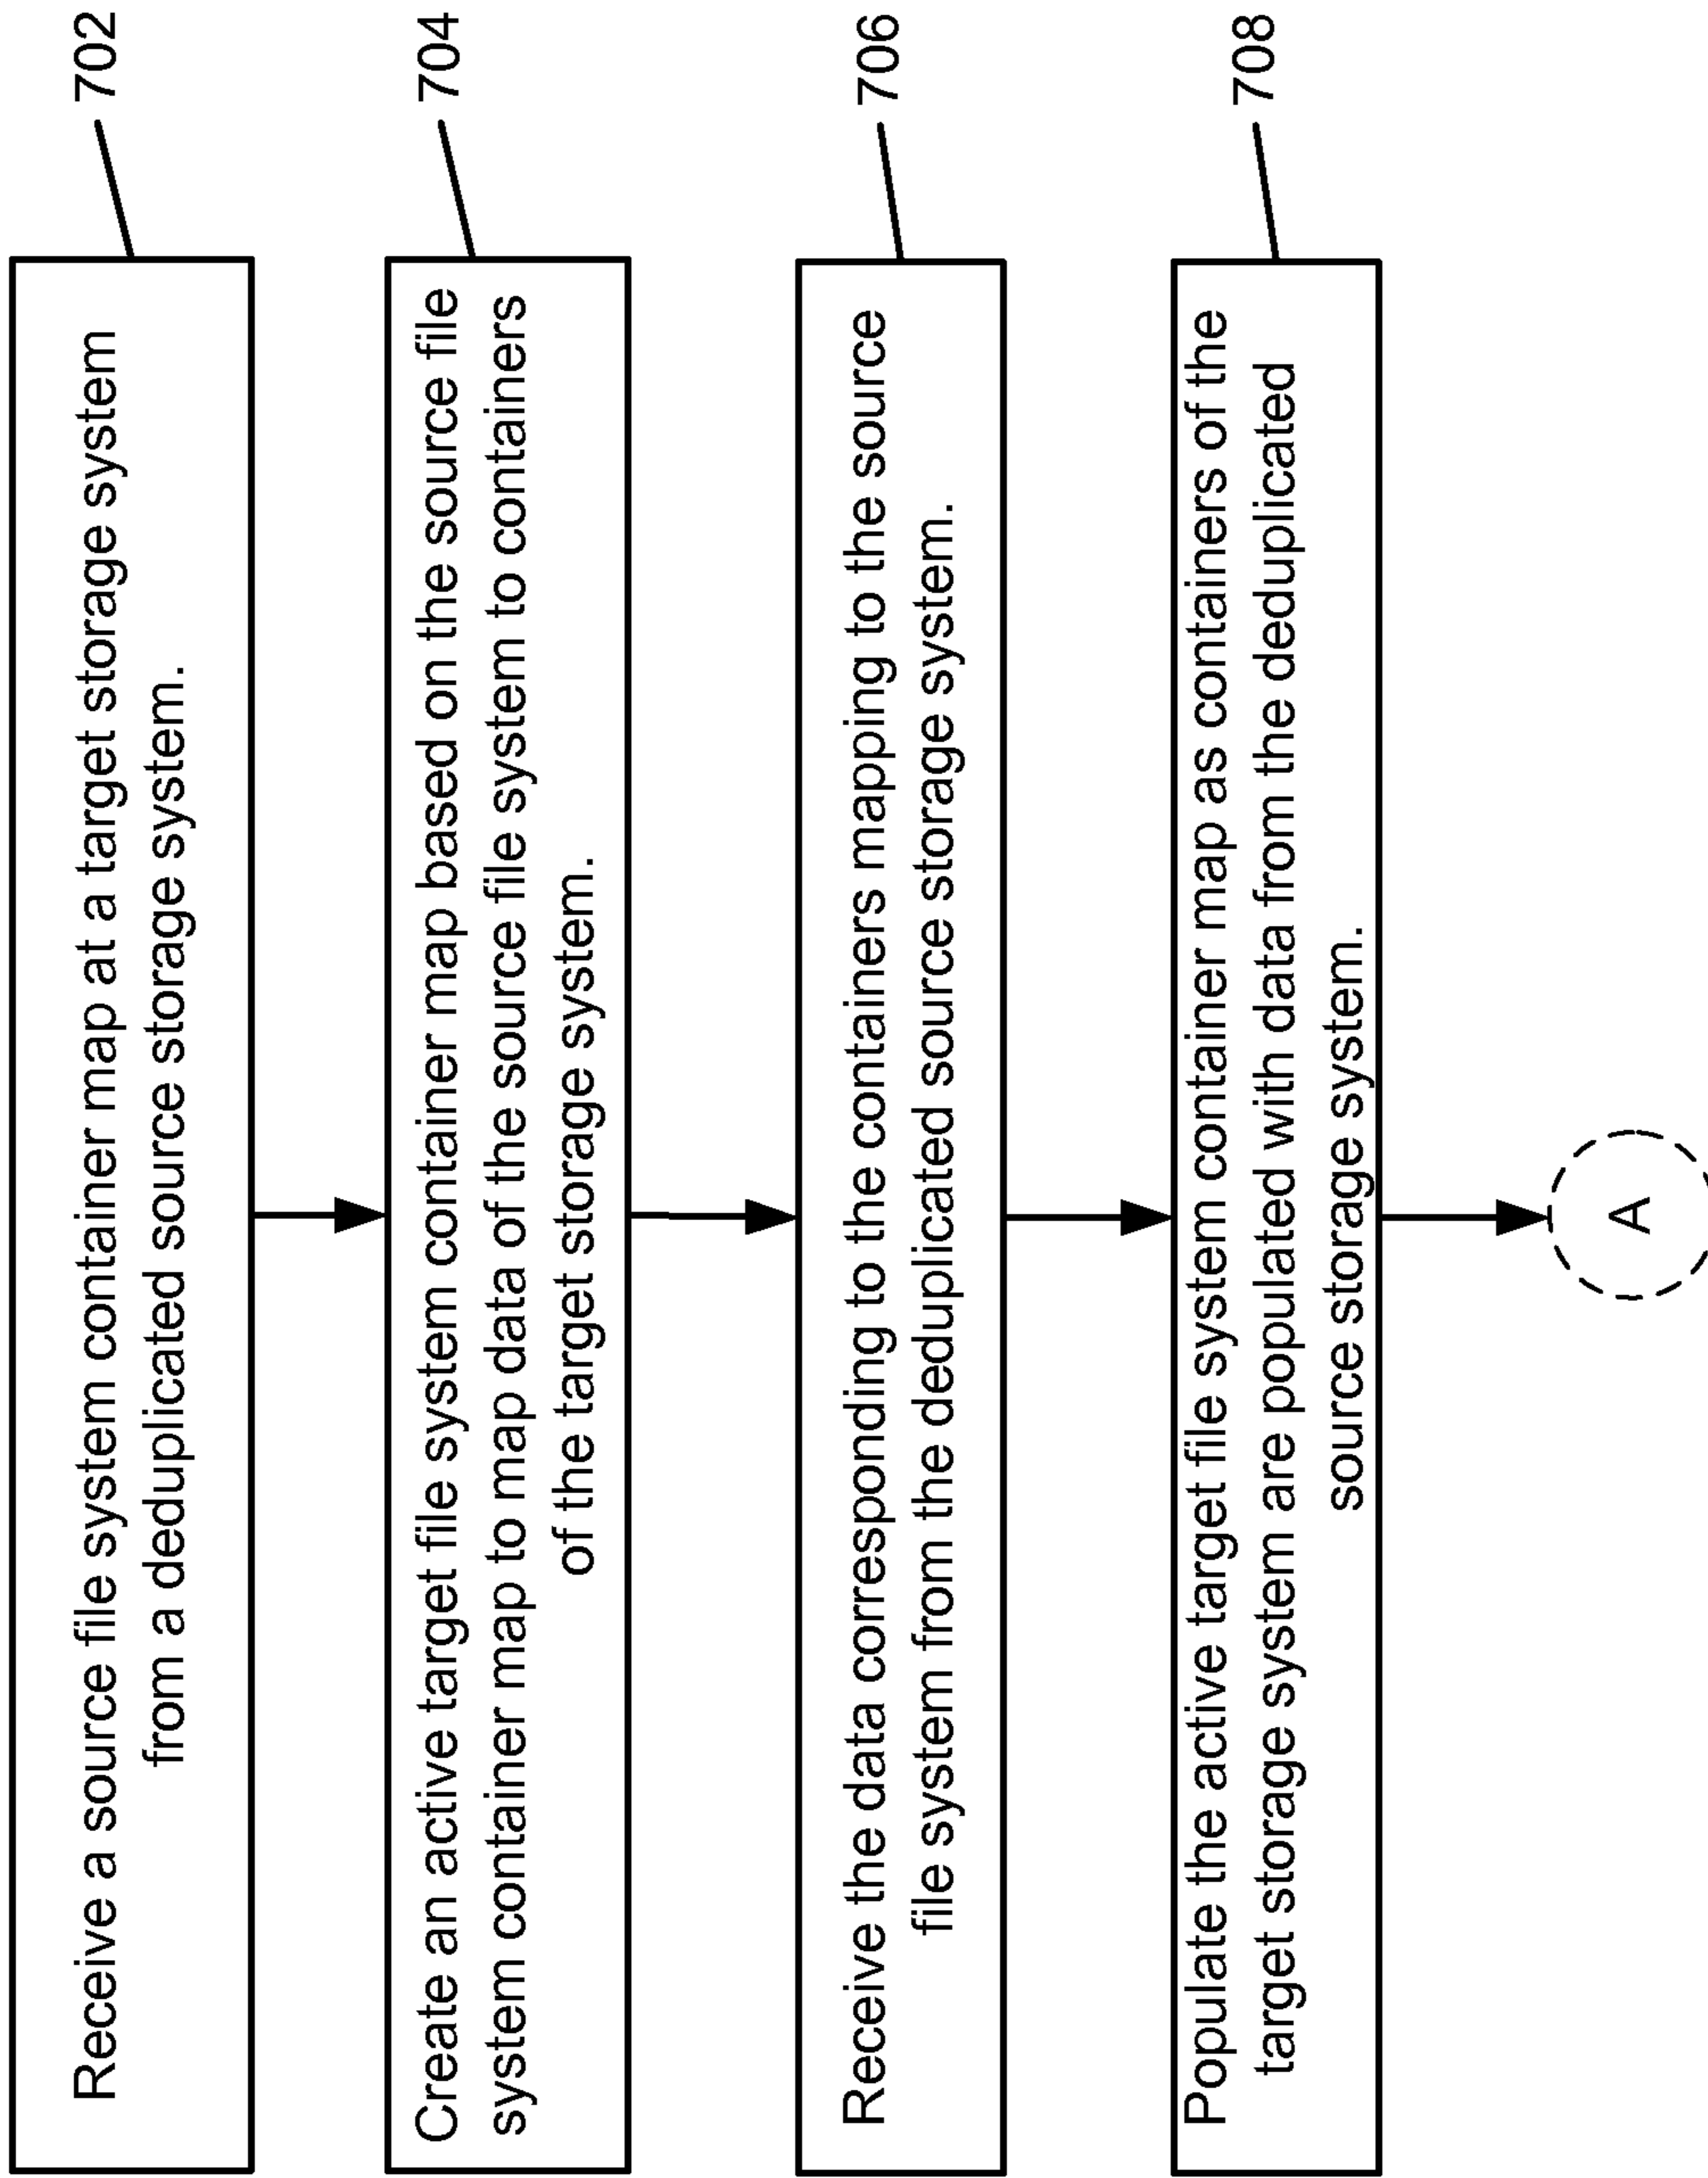 Receive a source file system container map at a target storage system
from a deduplicated source storage system.
702
Create an active target file system container map based on the source file
system container map to map data of the source file system to containers
of the target storage system.
704
Receive the data corresponding to the containers mapping to the source
file system from the deduplicated source storage system.
706
Populate the active target file system container map as containers of the
target storage system are populated with data from the deduplicated
source storage system.
708
A